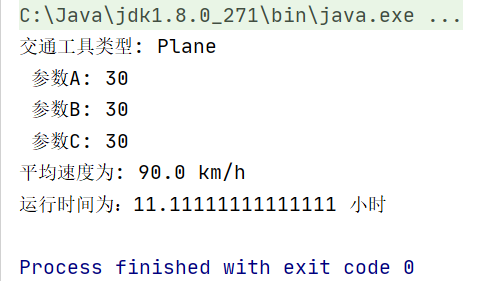 C:\Java\jdk1.8.0_271\bin\java.exe ...
交通工具类型: Plane
参数A: 30
参数B: 30
参数C: 30
平均速度为: 90.0 km/h
运行时间为：11.11111111111111 小时
Process finished with exit code 0